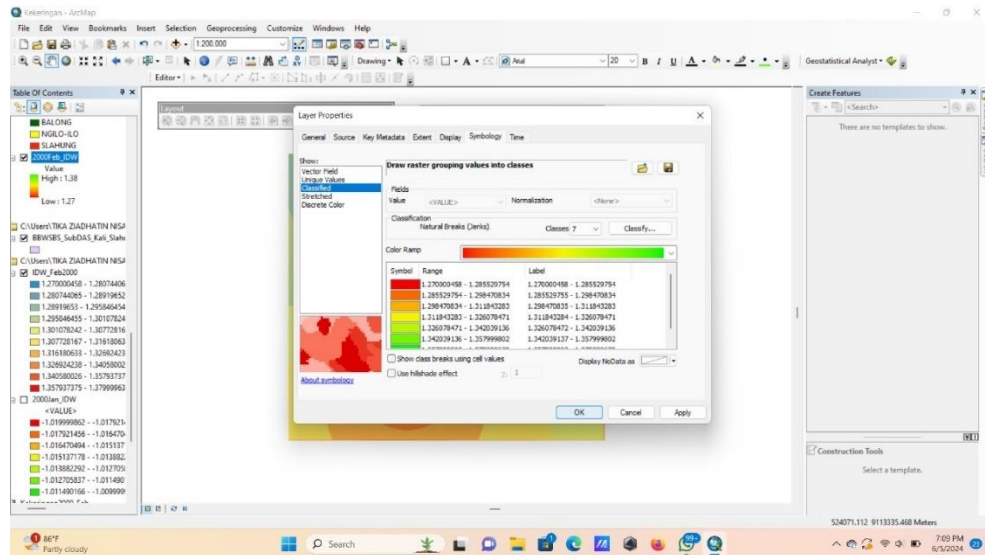 Kekeringan - ArcMap
File Edit View Bookmarks Insert Selection Geoprocessing Customize Windows Help
1:200.000
Drawing Arial 20 B I U A Geostatistical Analyst
Editor
Table Of Contents
BALONG
NGILO-ILO
SLAHUNG
2000Feb_IDW
Value
High : 1.38
Low : 1.27
C:\Users\TIKA ZIADHATIN NISA
BBWSBS_SubDAS_Kali_Slahu
C:\Users\TIKA ZIADHATIN NISA
IDW_Feb2000
1.270000458 - 1.28074406
1.280744065 - 1.28919652
1.28919653 - 1.295846454
1.295846455 - 1.30107824
1.301078242 - 1.30772816
1.307728167 - 1.31618063
1.316180633 - 1.32692423
1.326924238 - 1.34058002
1.340580026 - 1.35793737
1.357937375 - 1.37999963
2000Jan_IDW
<VALUE>
-1.019999862 - -1.017921
-1.017921456 - -1.016470
-1.016470494 - -1.015137
-1.015137178 - -1.013882
-1.013882292 - -1.012705
-1.012705837 - -1.011490
-1.011490166 - -1.009999
Layout
Layer Properties
General Source Key Metadata Extent Display Symbology Time
Show:
Vector Field
Unique Values
Classified
Stretched
Discrete Color
About symbology
Draw raster grouping values into classes
Fields
Value <VALUE> Normalization <None>
Classification
Natural Breaks (Jenks) Classes 7 Classify...
Color Ramp
Symbol Range Label
1.270000458 - 1.285529754 1.270000458 - 1.285529754
1.285529754 - 1.298470834 1.285529755 - 1.298470834
1.298470834 - 1.311843283 1.298470835 - 1.311843283
1.311843283 - 1.326078471 1.311843284 - 1.326078471
1.326078471 - 1.342039136 1.326078472 - 1.342039136
1.342039136 - 1.357999802 1.342039137 - 1.357999802
Show class breaks using cell values Display NoData as
Use hillshade effect Z: 1
OK Cancel Apply
Create Features
<Search>
There are no templates to show.
Construction Tools
Select a template.
524071.112 9113335.468 Meters
86°F
Partly cloudy
Search
99+
7:09 PM
8/5/2024